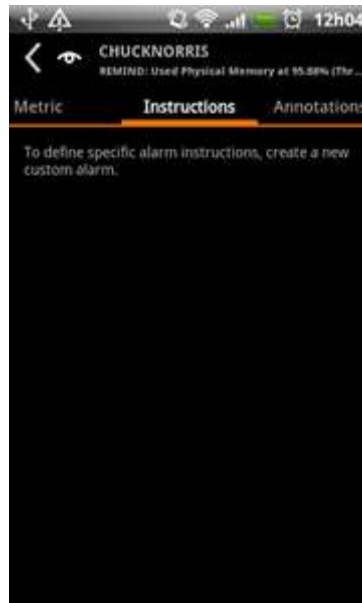 12h04
CHUCKNORRIS
REMIND: Used Physical Memory at 95.88% (Thr...
Metric Instructions Annotations
To define specific alarm instructions, create a new
custom alarm.